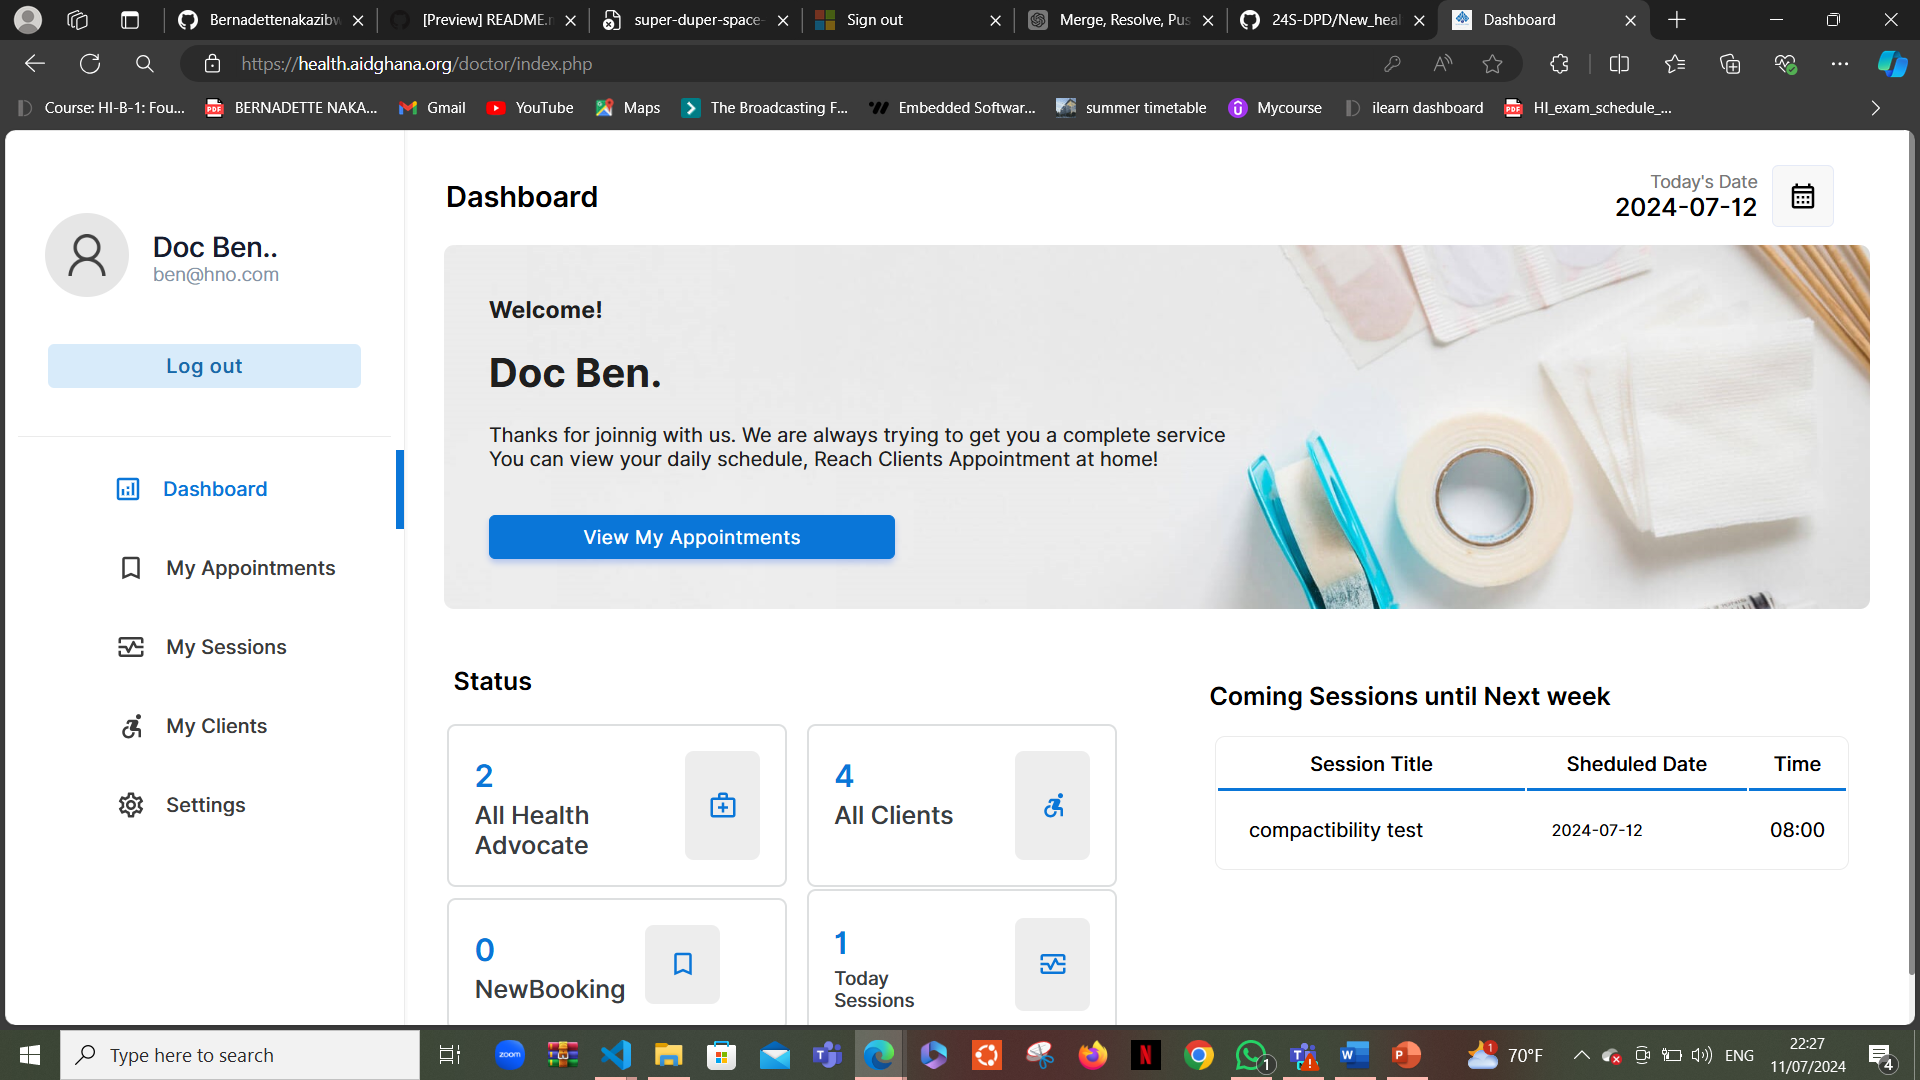 Bernadettenakazibw
[Preview] README.m
super-duper-space-
Sign out
Merge, Resolve, Pus
24S-DPD/New_heal
Dashboard
https://health.aidghana.org/doctor/index.php
Course: HI-B-1: Fou...
BERNADETTE NAKA...
Gmail
YouTube
Maps
The Broadcasting F...
Embedded Softwar...
summer timetable
Mycourse
ilearn dashboard
HI_exam_schedule_...
Doc Ben..
ben@hno.com
Log out
Dashboard
My Appointments
My Sessions
My Clients
Settings
Dashboard
Today's Date
2024-07-12
Welcome!
Doc Ben.
Thanks for joinnig with us. We are always trying to get you a complete service
You can view your daily schedule, Reach Clients Appointment at home!
View My Appointments
Status
2
All Health
Advocate
4
All Clients
0
NewBooking
1
Today
Sessions
Coming Sessions until Next week
Session Title Sheduled Date Time
compactibility test 2024-07-12 08:00
Type here to search
zoom
1
1
70°F
ENG
22:27
11/07/2024
4